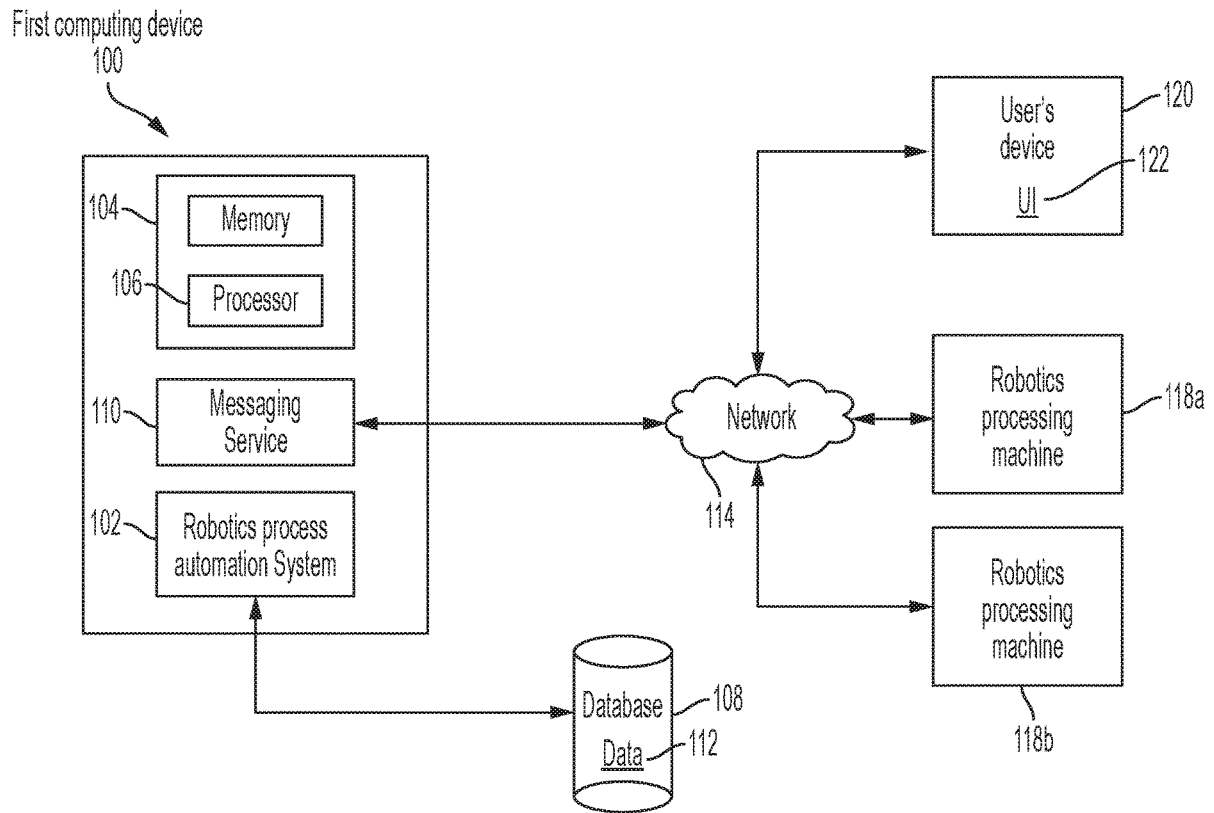 First computing device
100
104
Memory
106
Processor
110
Messaging
Service
102
Robotics process
automation System
Network
114
Database
108
Data
112
User's
device
120
UI
122
Robotics
processing
machine
118a
Robotics
processing
machine
118b